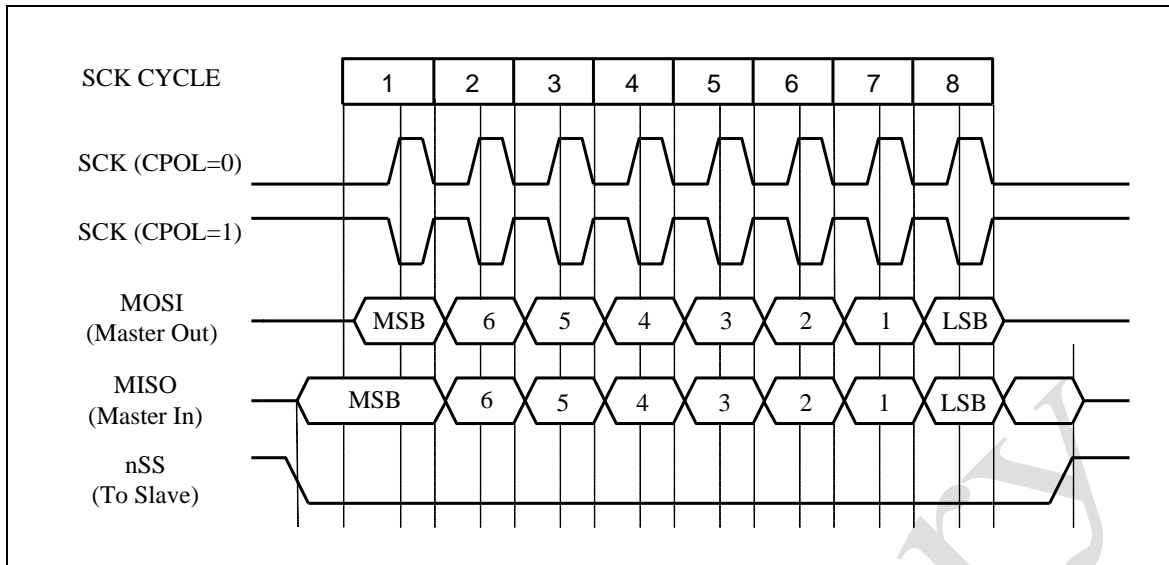 SCK CYCLE 1 2 3 4 5 6 7 8
SCK (CPOL=0)
SCK (CPOL=1)
MOSI
(Master Out)
MSB 6 5 4 3 2 1 LSB
MISO
(Master In)
MSB 6 5 4 3 2 1 LSB
nSS
(To Slave)
ry